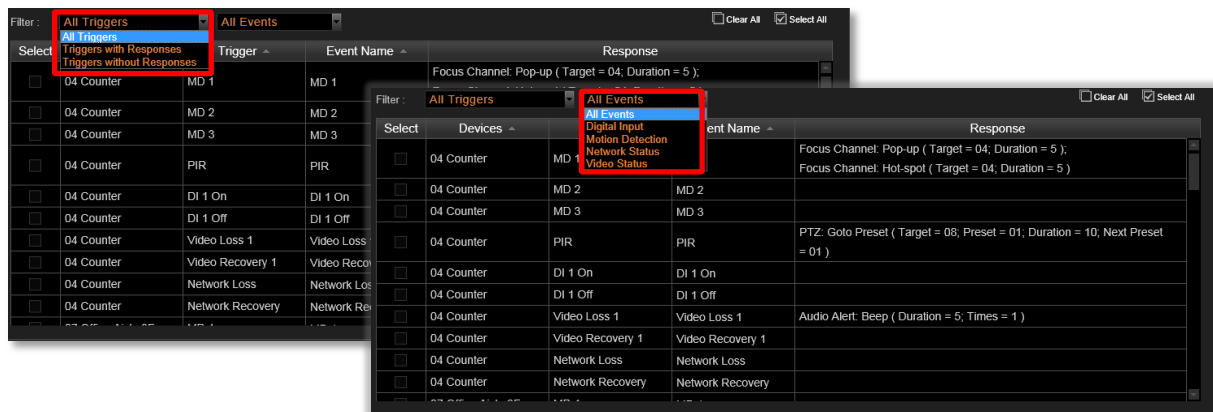 Filter : All Triggers All Events Clear All Select All
All Triggers
Triggers with Responses
Triggers without Responses
Select Trigger Event Name Response
04 Counter MD 1 MD 1 Focus Channel: Pop-up ( Target = 04; Duration = 5 );
04 Counter MD 2 MD 2
04 Counter MD 3 MD 3
04 Counter PIR PIR
04 Counter DI 1 On DI 1 On
04 Counter DI 1 Off DI 1 Off
04 Counter Video Loss 1 Video Loss
04 Counter Video Recovery 1 Video Reco
04 Counter Network Loss Network Los
04 Counter Network Recovery Network Re
Filter : All Triggers All Events Clear All Select All
All Events
Digital Input
Motion Detection
Network Status
Video Status
Select Devices ent Name Response
04 Counter MD 1 Focus Channel: Pop-up ( Target = 04; Duration = 5 );
Focus Channel: Hot-spot ( Target = 04; Duration = 5 )
04 Counter MD 2 MD 2
04 Counter MD 3 MD 3
04 Counter PIR PIR PTZ: Goto Preset ( Target = 08; Preset = 01; Duration = 10; Next Preset
= 01 )
04 Counter DI 1 On DI 1 On
04 Counter DI 1 Off DI 1 Off
04 Counter Video Loss 1 Video Loss 1 Audio Alert: Beep ( Duration = 5; Times = 1 )
04 Counter Video Recovery 1 Video Recovery 1
04 Counter Network Loss Network Loss
04 Counter Network Recovery Network Recovery